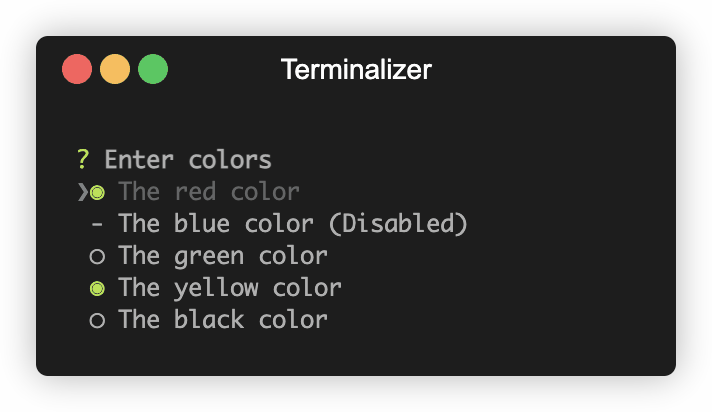 Terminalizer
? Enter colors
❯◉ The red color
- The blue color (Disabled)
◯ The green color
◉ The yellow color
◯ The black color